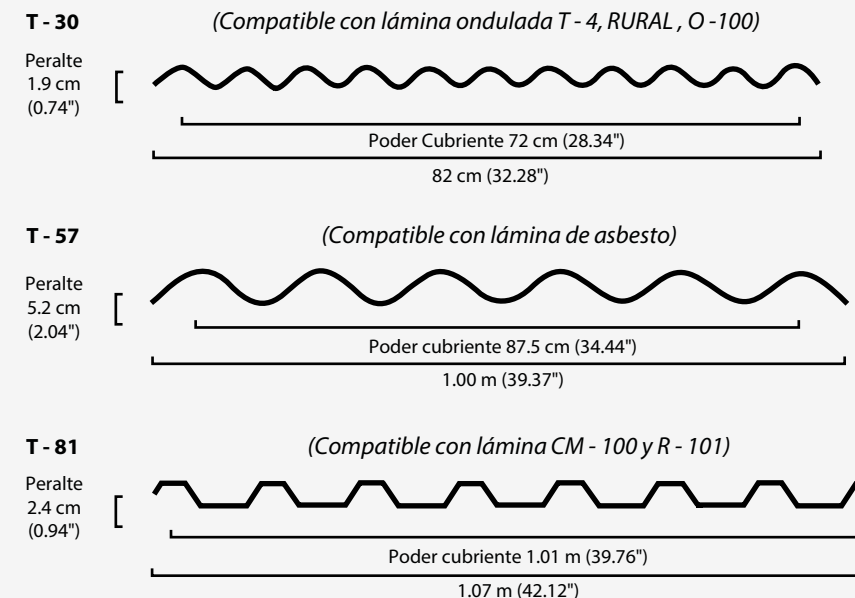 T - 30
(Compatible con lámina ondulada T - 4, RURAL , O -100)
Peralte
1.9 cm
(0.74")
Poder Cubriente 72 cm (28.34")
82 cm (32.28")
T - 57
(Compatible con lámina de asbesto)
Peralte
5.2 cm
(2.04")
Poder cubriente 87.5 cm (34.44")
1.00 m (39.37")
T - 81
(Compatible con lámina CM - 100 y R - 101)
Peralte
2.4 cm
(0.94")
Poder cubriente 1.01 m (39.76")
1.07 m (42.12")